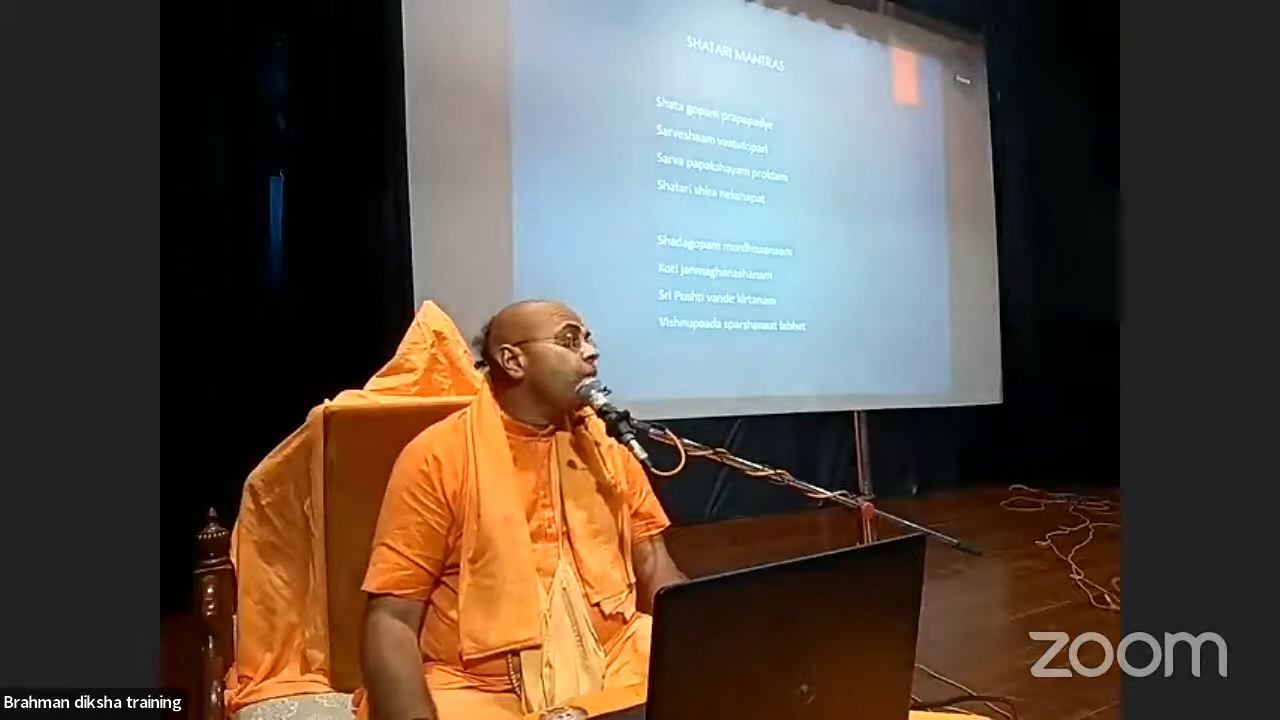 SHATARI MANTRAS
Shata gopam prapapadye
Sarveshaam vastutopari
Sarva papakshayam proktam
Shatari shira nekshapat
Shadagopam murdhnaanaam
Koti janmaghanashanam
Sri Pushti vande kirtanam
Vishnupaada sparshanaat labhet
zoom
Brahman diksha training